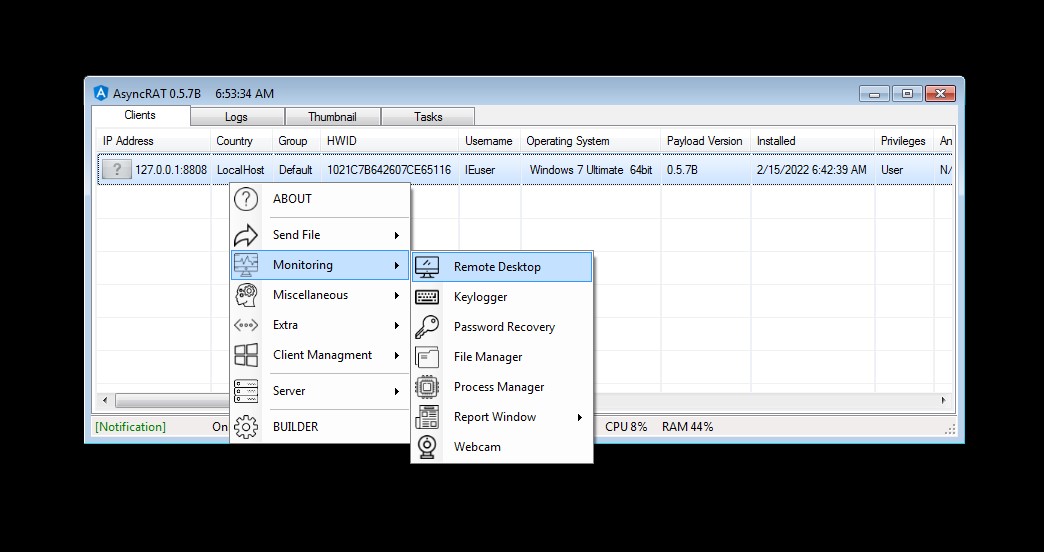 AsyncRAT 0.5.7B 6:53:34 AM
Clients Logs Thumbnail Tasks
IP Address Country Group HWID Username Operating System Payload Version Installed Privileges An
? 127.0.0.1:8808 LocalHost Default 1021C7B642607CE65116 IEuser Windows 7 Ultimate 64bit 0.5.7B 2/15/2022 6:42:39 AM User N/
ABOUT
Send File
Monitoring
Miscellaneous
Extra
Client Managment
Server
BUILDER
Remote Desktop
Keylogger
Password Recovery
File Manager
Process Manager
Report Window
Webcam
[Notification] On CPU 8% RAM 44%